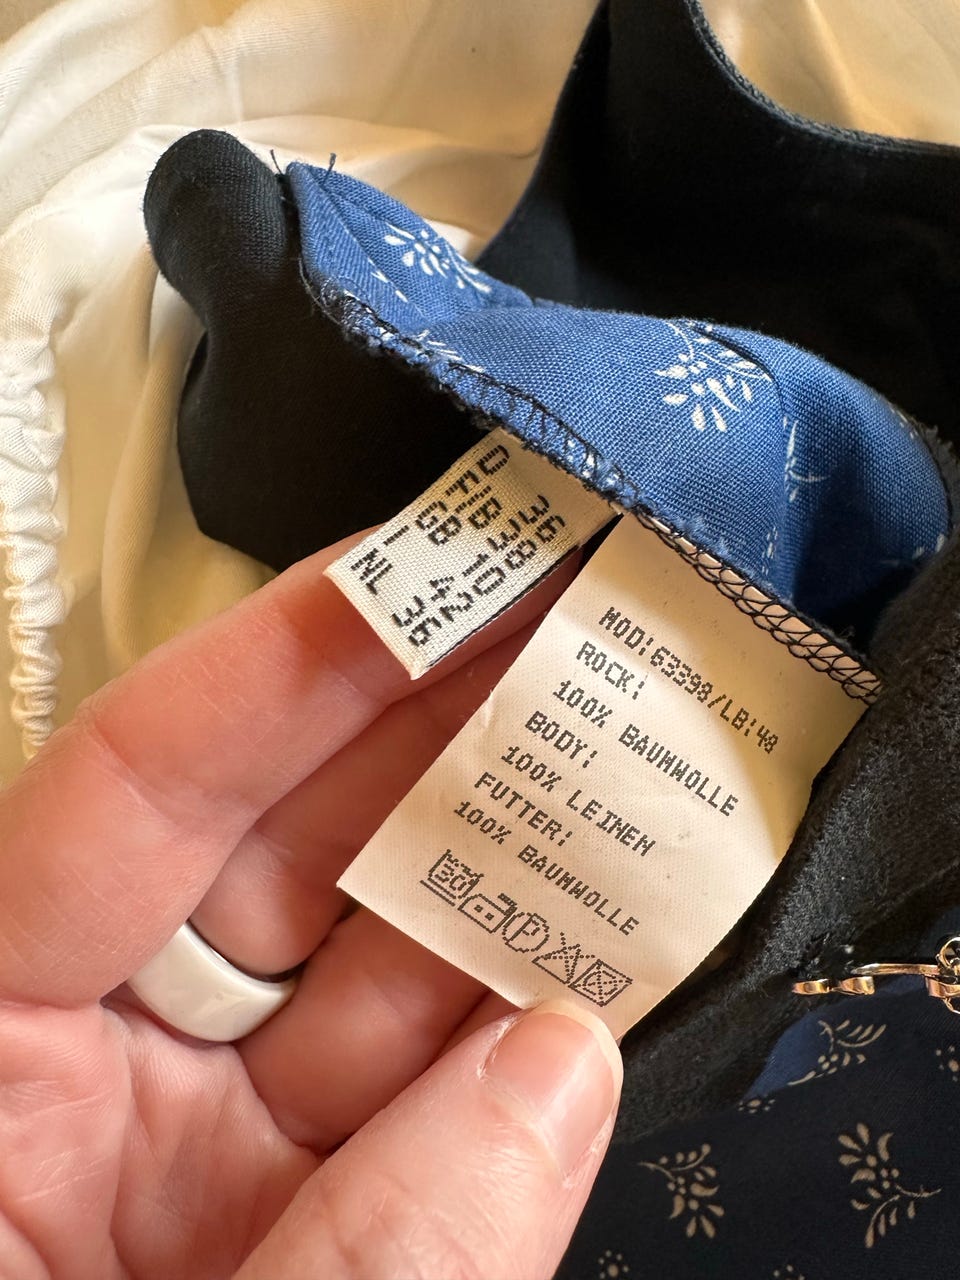 D 36
F/B 38
GB 10
I 42
NL 36
MOD:63398/LB:48
ROCK:
100% BAUMWOLLE
BODY:
100% LEINEN
FUTTER:
100% BAUMWOLLE
30
P